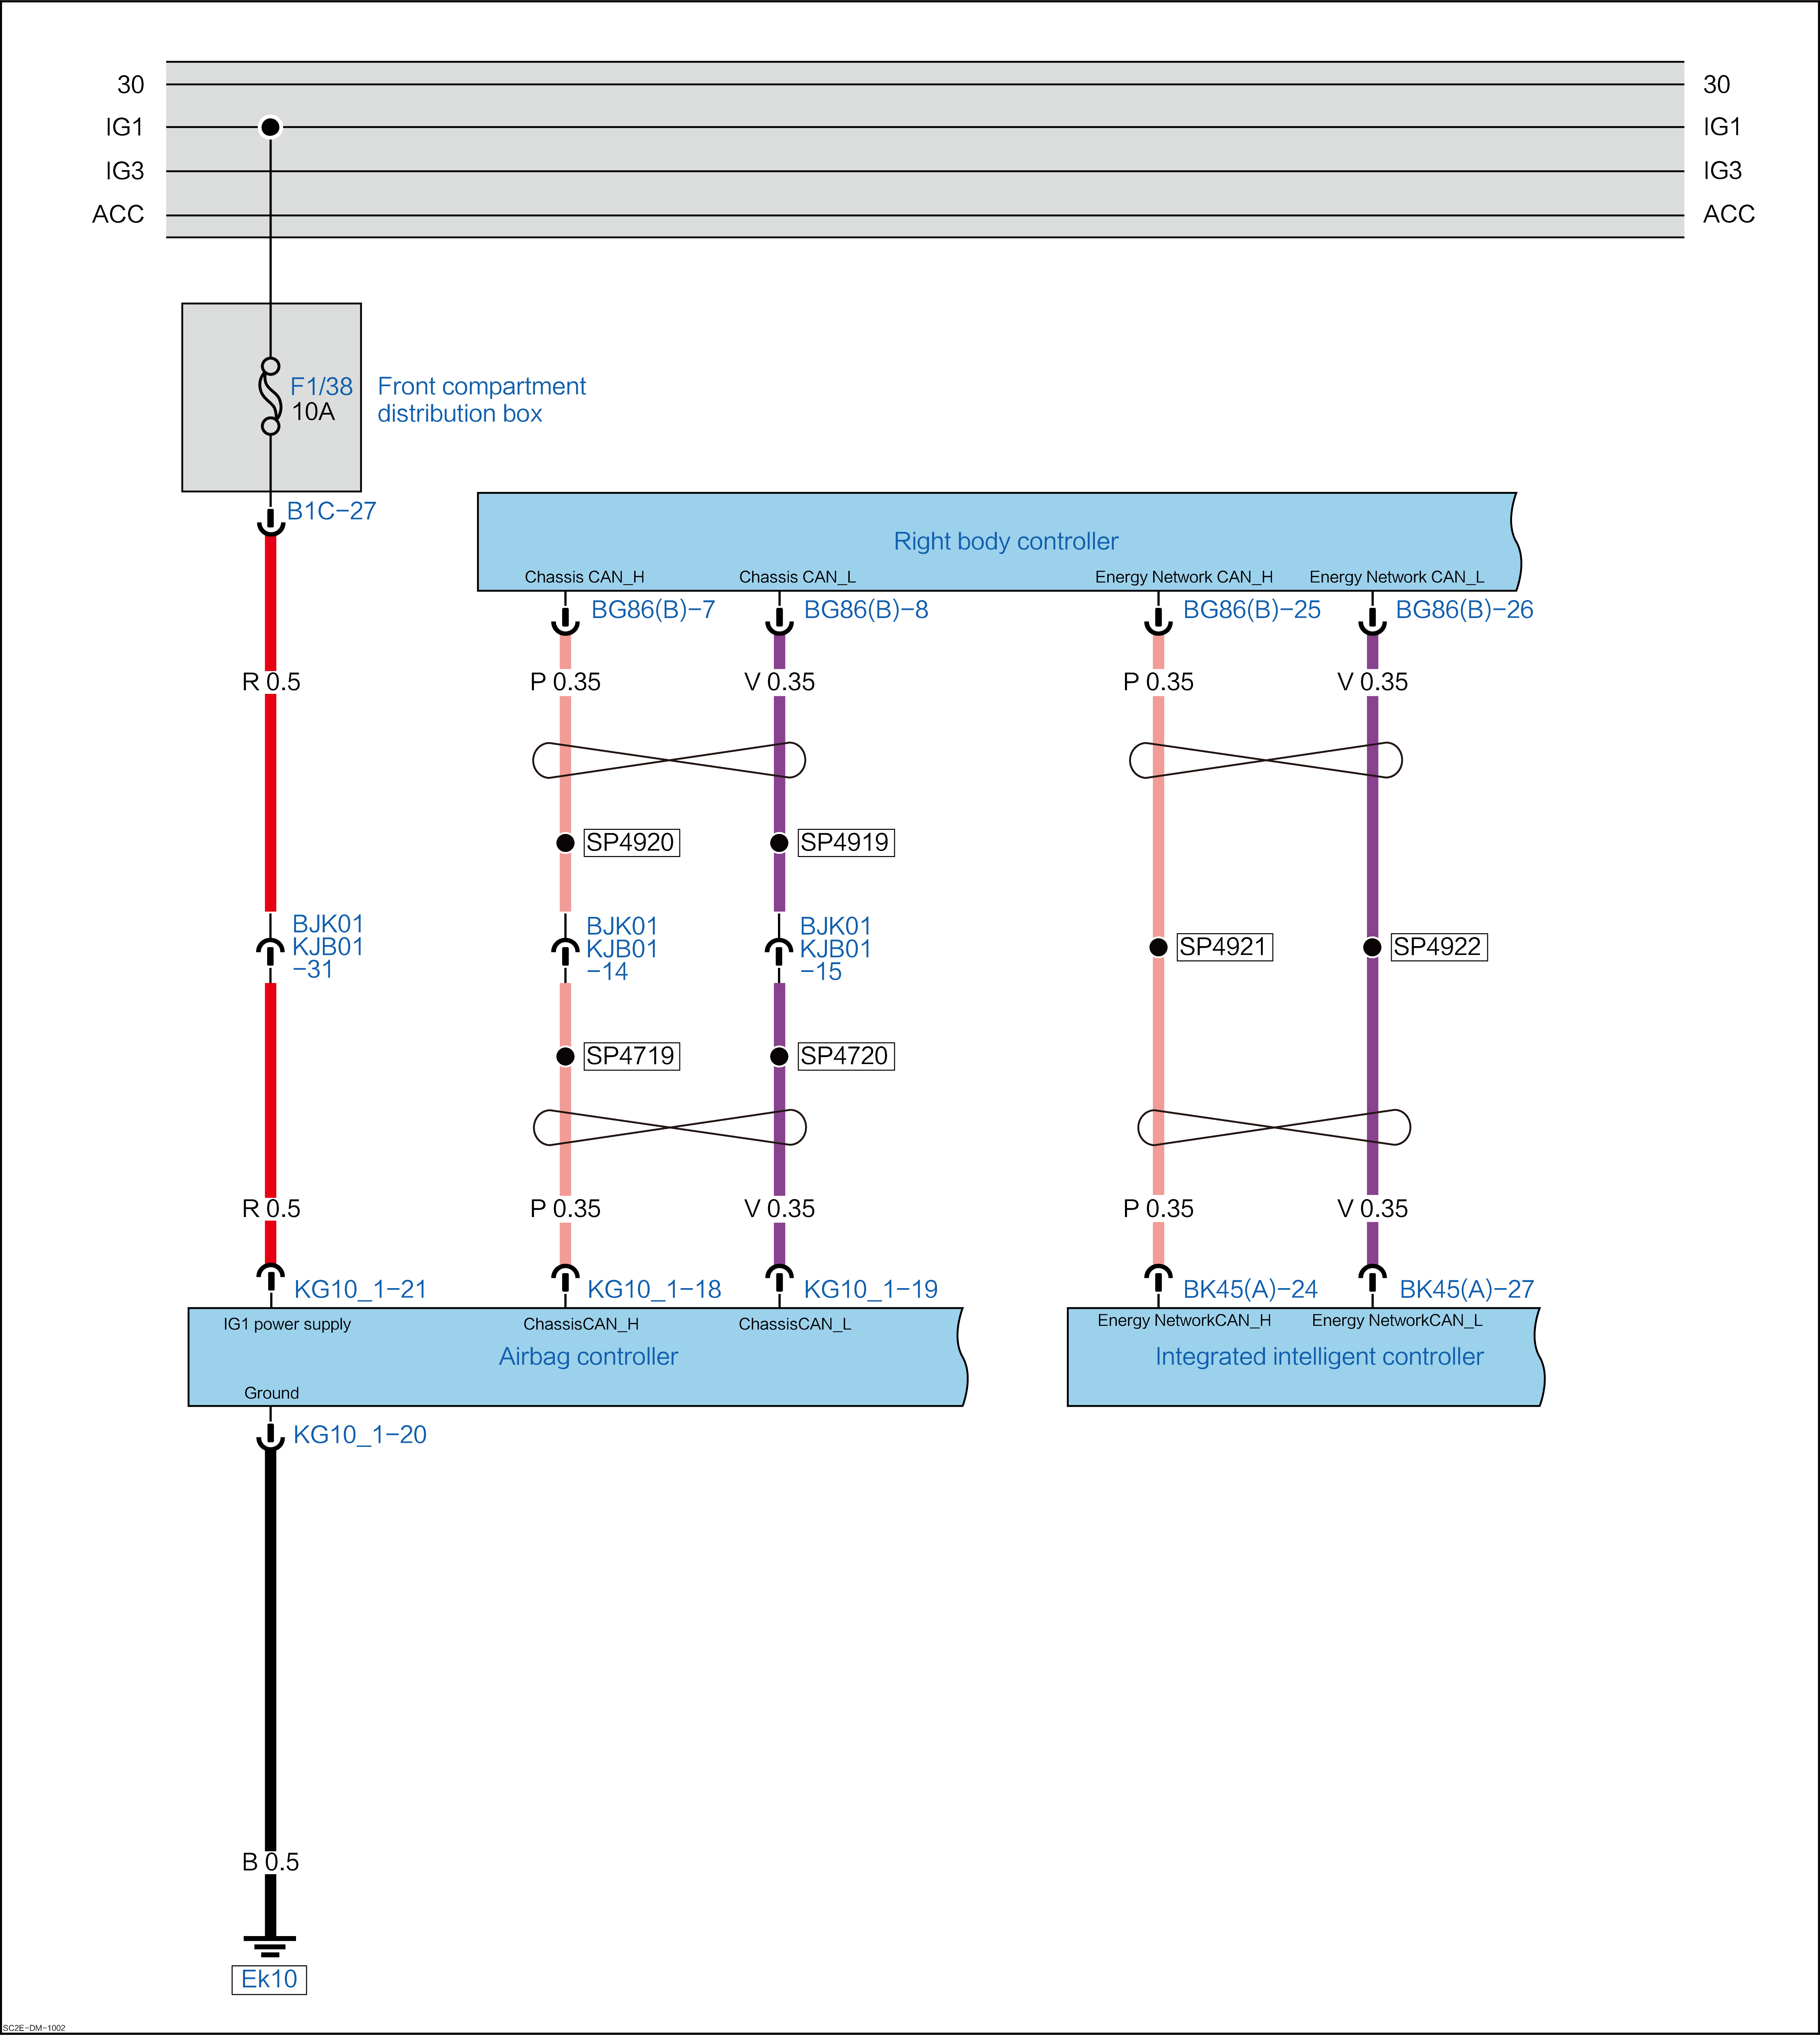 30 30
IG1 IG1
IG3 IG3
ACC ACC
F1/38
10A
Front compartment
distribution box
B1C-27
Right body controller
Chassis CAN_H Chassis CAN_L Energy Network CAN_H Energy Network CAN_L
BG86(B)-7 BG86(B)-8 BG86(B)-25 BG86(B)-26
R 0.5 P 0.35 V 0.35 P 0.35 V 0.35
SP4920 SP4919
BJK01
KJB01
-31
BJK01
KJB01
-14
BJK01
KJB01
-15
SP4921 SP4922
SP4719 SP4720
R 0.5 P 0.35 V 0.35 P 0.35 V 0.35
KG10_1-21 KG10_1-18 KG10_1-19 BK45(A)-24 BK45(A)-27
IG1 power supply ChassisCAN_H ChassisCAN_L Energy NetworkCAN_H Energy NetworkCAN_L
Airbag controller Integrated intelligent controller
Ground
KG10_1-20
B 0.5
Ek10
SC2E-DM-1002